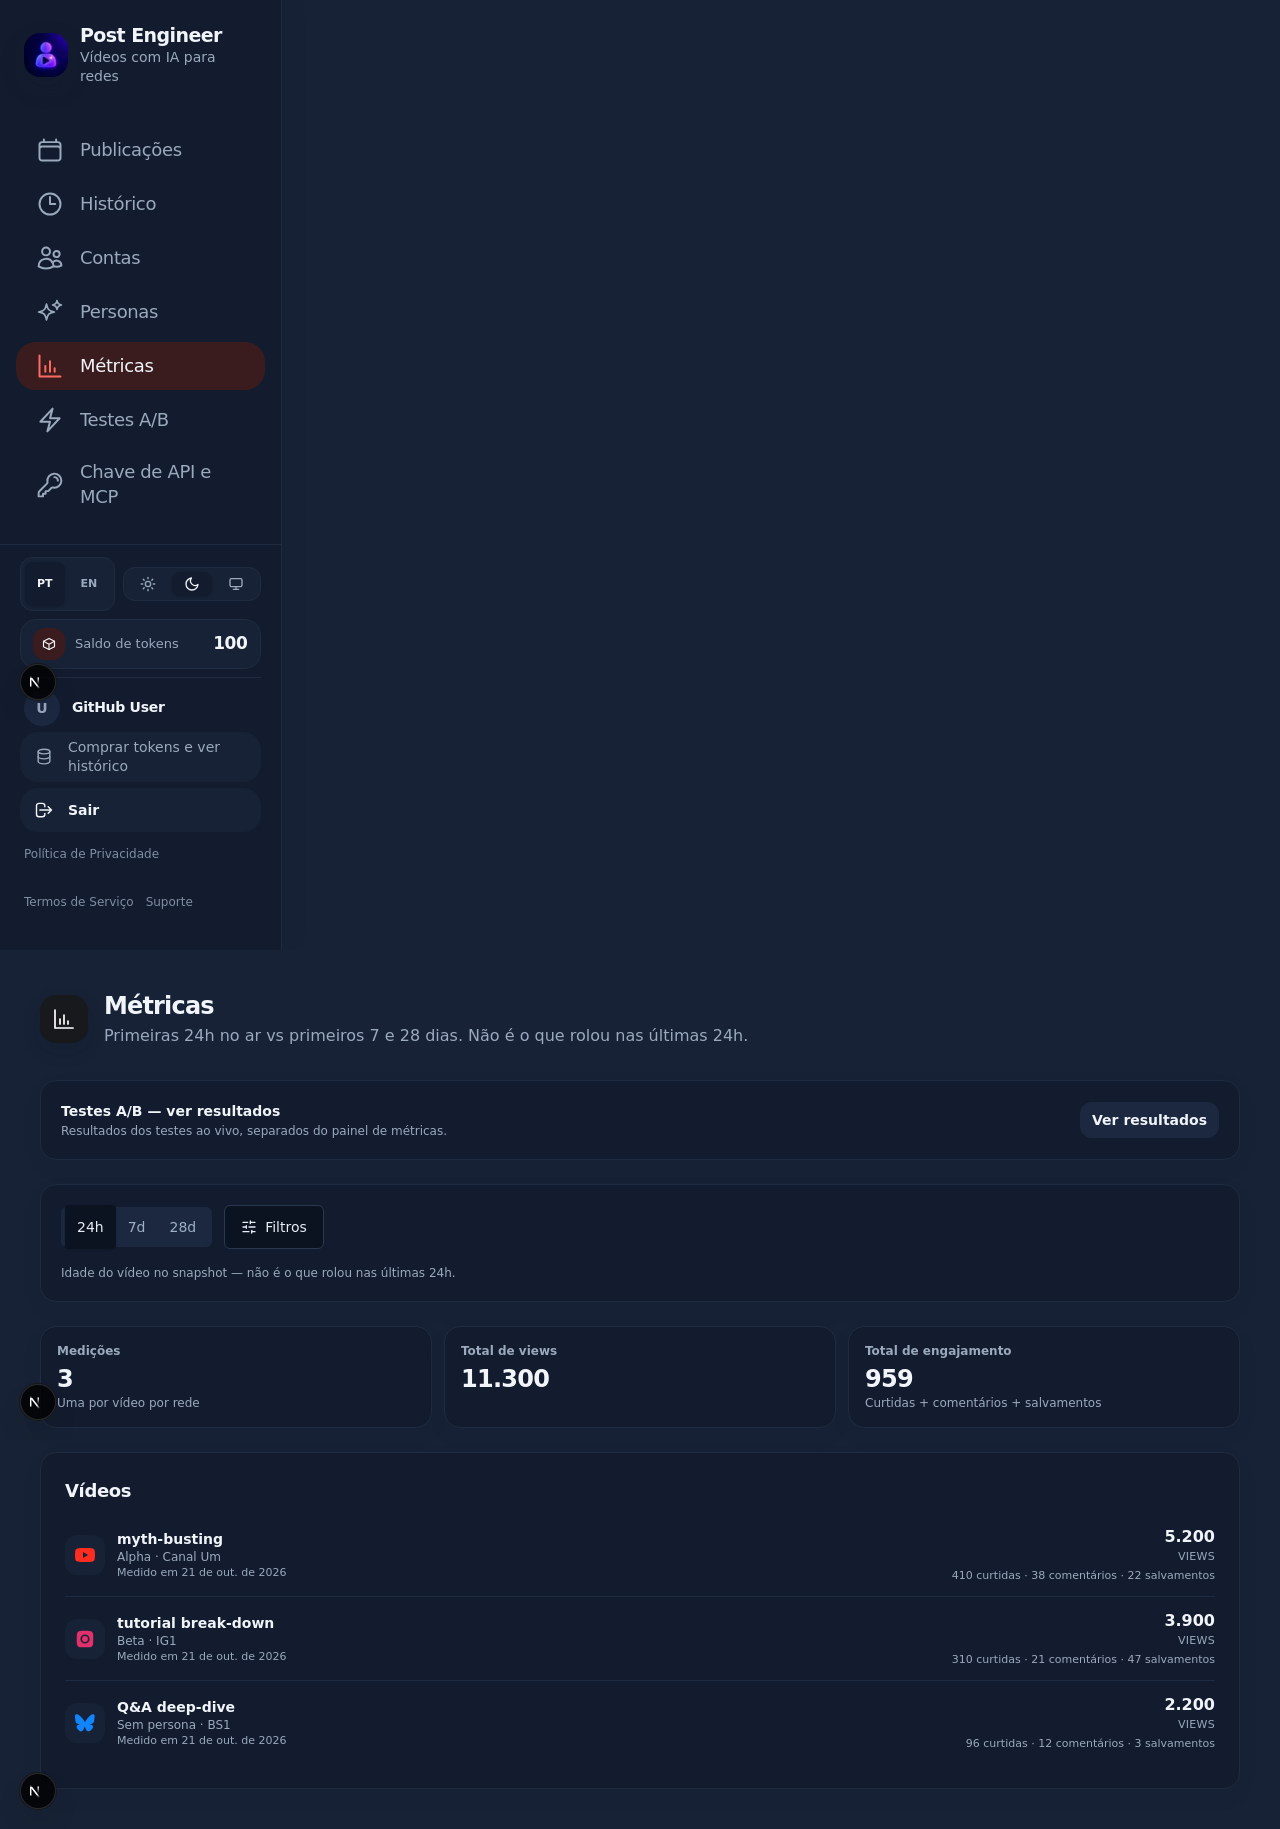 Post Engineer
Vídeos com IA para
redes
Publicações
Histórico
Contas
Personas
Métricas
Testes A/B
Chave de API e
MCP
PT EN
Saldo de tokens 100
N
U GitHub User
Comprar tokens e ver
histórico
Sair
Política de Privacidade
Termos de Serviço Suporte
Métricas
Primeiras 24h no ar vs primeiros 7 e 28 dias. Não é o que rolou nas últimas 24h.
Testes A/B — ver resultados
Resultados dos testes ao vivo, separados do painel de métricas.
Ver resultados
24h 7d 28d Filtros
Idade do vídeo no snapshot — não é o que rolou nas últimas 24h.
Medições
3
Uma por vídeo por rede
Total de views
11.300
Total de engajamento
959
Curtidas + comentários + salvamentos
N
Vídeos
myth-busting
Alpha · Canal Um
Medido em 21 de out. de 2026
5.200
VIEWS
410 curtidas · 38 comentários · 22 salvamentos
tutorial break-down
Beta · IG1
Medido em 21 de out. de 2026
3.900
VIEWS
310 curtidas · 21 comentários · 47 salvamentos
Q&A deep-dive
Sem persona · BS1
Medido em 21 de out. de 2026
2.200
VIEWS
96 curtidas · 12 comentários · 3 salvamentos
N